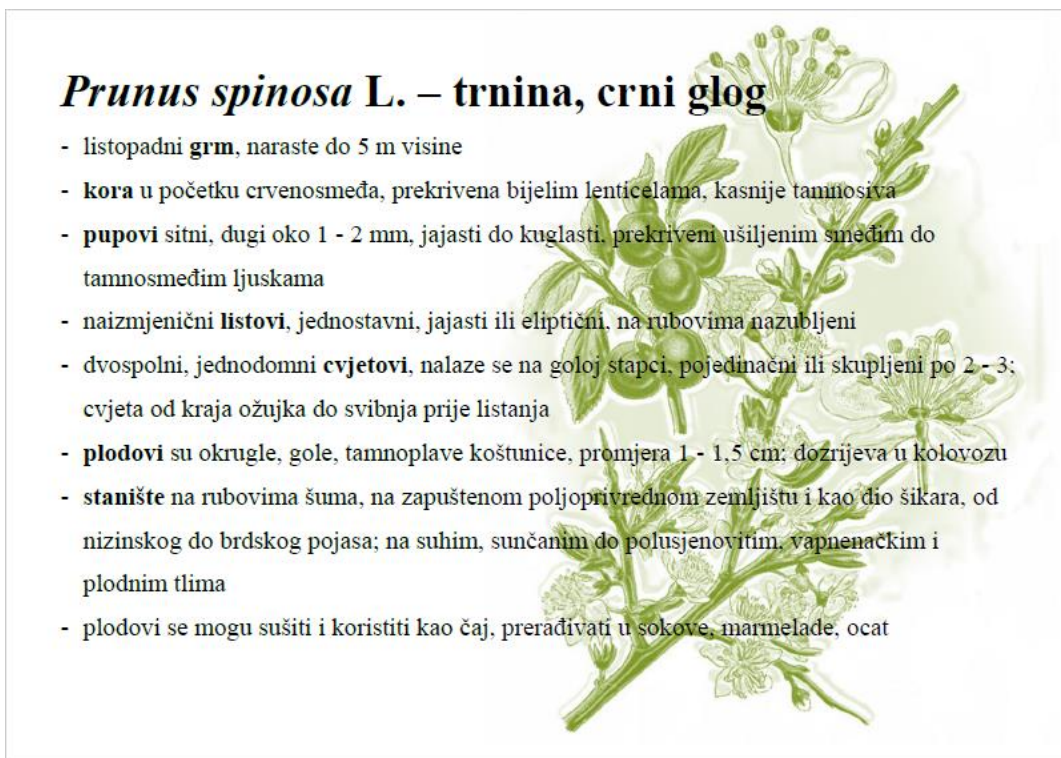 Prunus spinosa L. – trnina, crni glog
- listopadni grm, naraste do 5 m visine
- kora u početku crvenosmeđa, prekrivena bijelim lenticelama, kasnije tamnosiva
- pupovi sitni, dugi oko 1 - 2 mm, jajasti do kuglasti, prekriveni ušiljenim smeđim do
tamnosmeđim ljuskama
- naizmjenični listovi, jednostavni, jajasti ili eliptični, na rubovima nazubljeni
- dvospolni, jednodomni cvjetovi, nalaze se na goloj stapci, pojedinačni ili skupljeni po 2 - 3;
cvjeta od kraja ožujka do svibnja prije listanja
- plodovi su okrugle, gole, tamnoplave koštunice, promjera 1 - 1,5 cm; dozrijeva u kolovozu
- stanište na rubovima šuma, na zapuštenom poljoprivrednom zemljištu i kao dio šikara, od
nizinskog do brdskog pojasa; na suhim, sunčanim do polusjenovitim, vapnenačkim i
plodnim tlima
- plodovi se mogu sušiti i koristiti kao čaj, prerađivati u sokove, marmelade, ocat